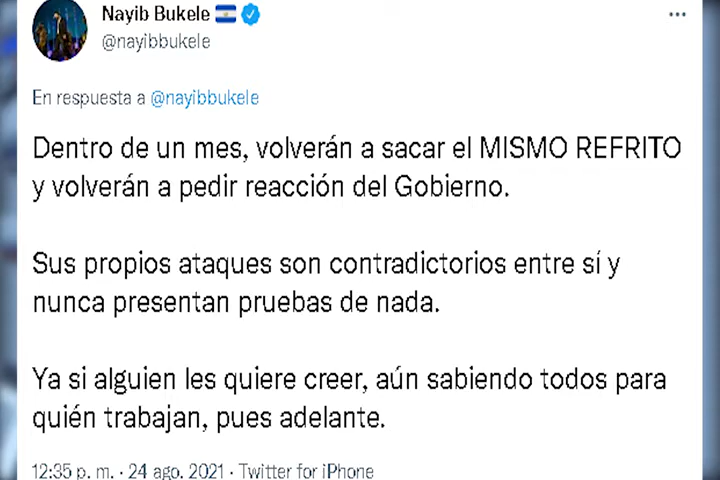 Nayib Bukele
@nayibbukele
En respuesta a @nayibbukele
Dentro de un mes, volverán a sacar el MISMO REFRITO
y volverán a pedir reacción del Gobierno.
Sus propios ataques son contradictorios entre sí y
nunca presentan pruebas de nada.
Ya si alguien les quiere creer, aún sabiendo todos para
quién trabajan, pues adelante.
12:35 p. m. · 24 ago. 2021 · Twitter for iPhone